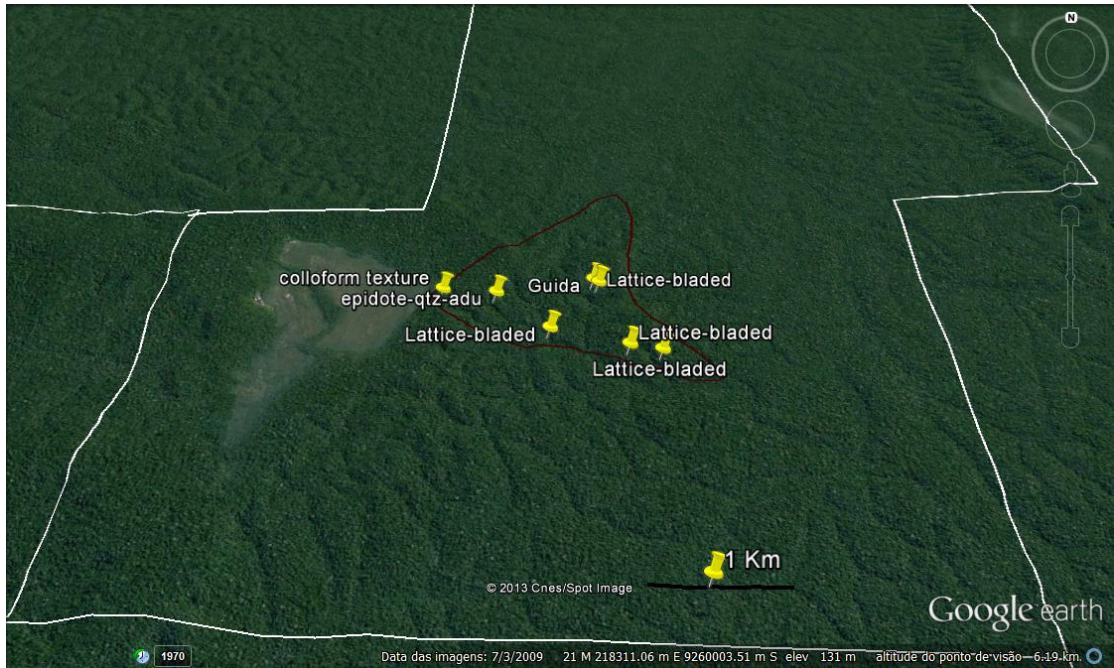 N
colloform texture
epidote-qtz-adu
Guida
Lattice-bladed
Lattice-bladed
Lattice-bladed
Lattice-bladed
1 Km
© 2013 Cnes/Spot Image
Google earth
1970
Data das imagens: 7/3/2009 21 M 218311.06 m E 9260003.51 m S elev 131 m altitude do ponto de visão 6.19 km